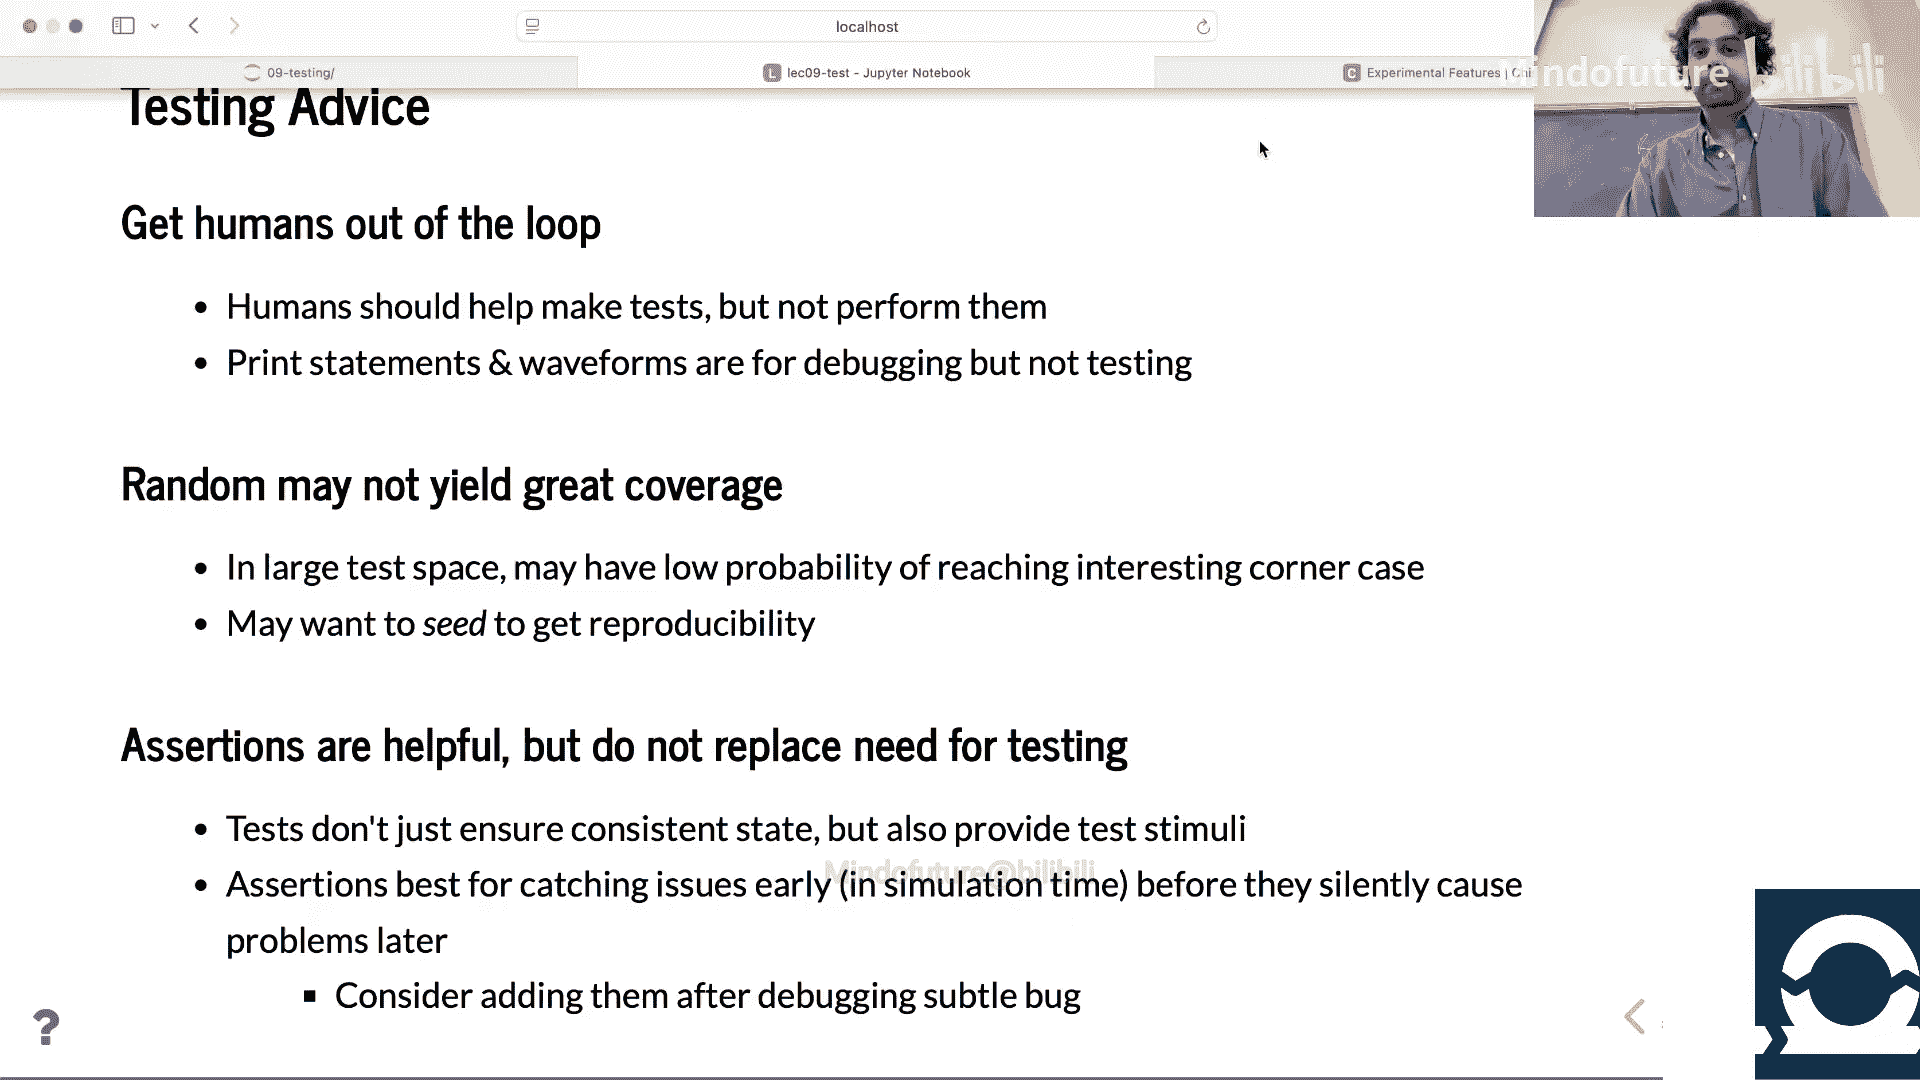 localhost
09-testing/
lec09-test - Jupyter Notebook
Experimental Features
Mindofuture bilibili
Testing Advice
Get humans out of the loop
• Humans should help make tests, but not perform them
• Print statements & waveforms are for debugging but not testing
Random may not yield great coverage
• In large test space, may have low probability of reaching interesting corner case
• May want to seed to get reproducibility
Assertions are helpful, but do not replace need for testing
• Tests don't just ensure consistent state, but also provide test stimuli
Mindofuture@bilibili
• Assertions best for catching issues early (in simulation time) before they silently cause
problems later
▪ Consider adding them after debugging subtle bug
?